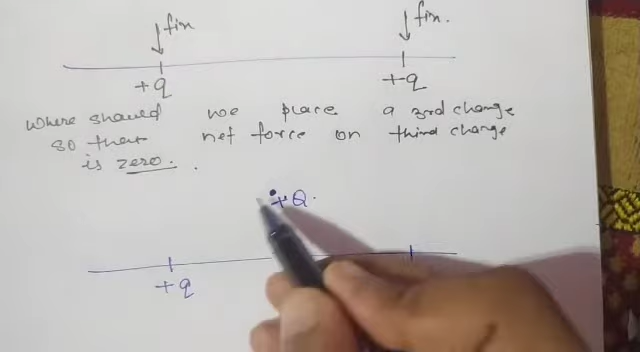 fix
fix.
+q +q
Where should we place a 3rd charge
so that net force on third charge
is zero.
+Q.
+q